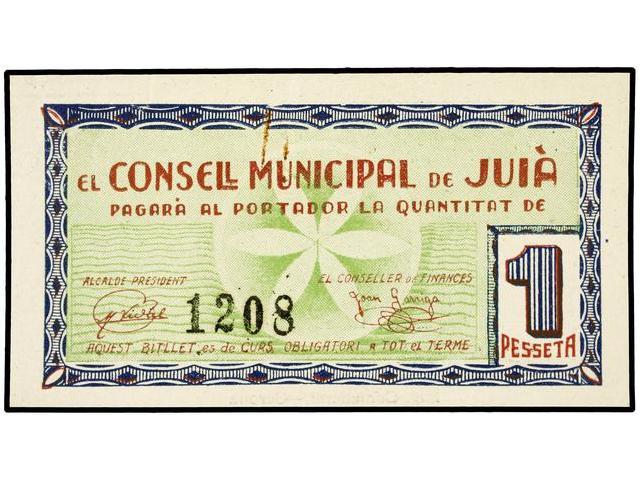 EL CONSELL MUNICIPAL DE JUIÀ
PAGARÀ AL PORTADOR LA QUANTITAT DE
ALCALDE-PRESIDENT
EL CONSELLER DE FINANCES
1208
Joan Garriga
1
PESSETA
AQUEST BITLLET, es de CURS OBLIGATORI A TOT el TERME